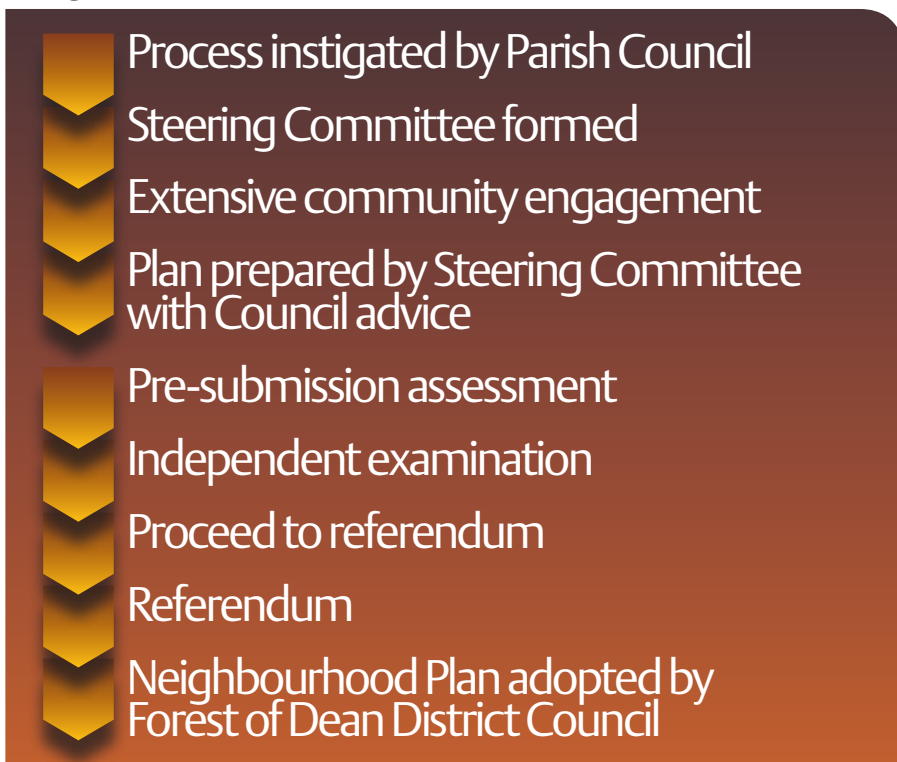 Process instigated by Parish Council
Steering Committee formed
Extensive community engagement
Plan prepared by Steering Committee
with Council advice
Pre-submission assessment
Independent examination
Proceed to referendum
Referendum
Neighbourhood Plan adopted by
Forest of Dean District Council